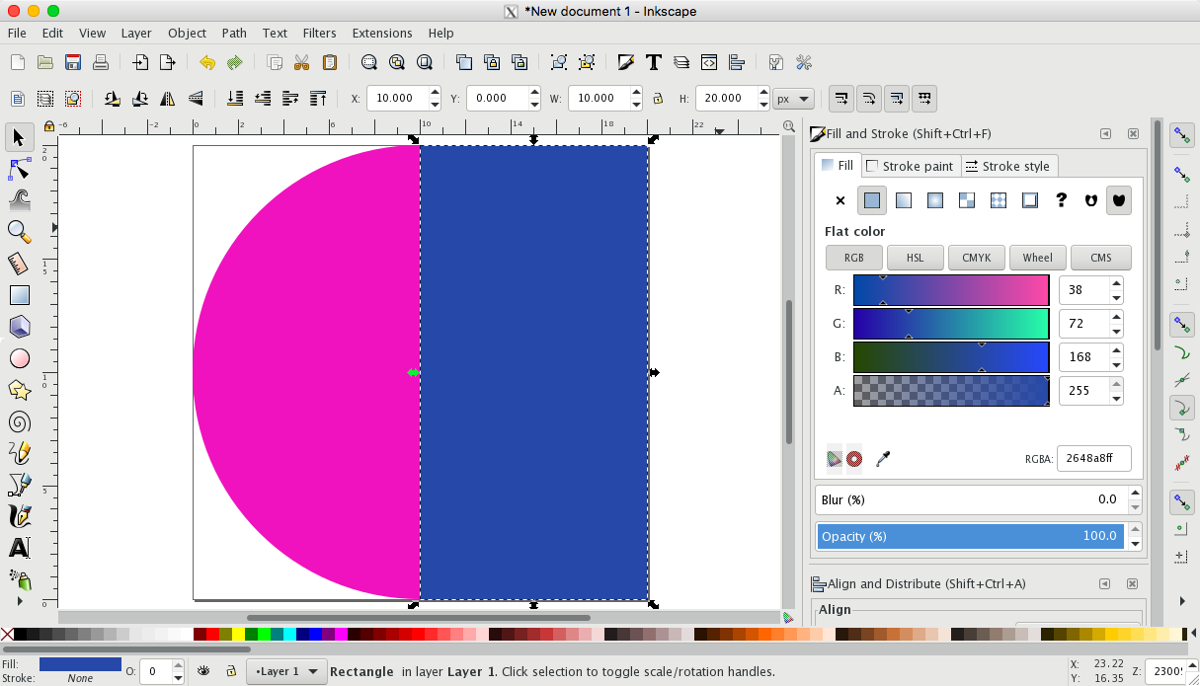 *New document 1 - Inkscape
File Edit View Layer Object Path Text Filters Extensions Help
X: 10.000 Y: 0.000 W: 10.000 H: 20.000 px
-6 -2 0 2 6 10 14 18 22
Fill and Stroke (Shift+Ctrl+F)
Fill Stroke paint Stroke style
Flat color
RGB HSL CMYK Wheel CMS
R: 38
G: 72
B: 168
A: 255
RGBA: 2648a8ff
Blur (%) 0.0
Opacity (%) 100.0
Align and Distribute (Shift+Ctrl+A)
Align
Fill: O: 0 •Layer 1 Rectangle in layer Layer 1. Click selection to toggle scale/rotation handles. X: 23.22 Z: 2300
Stroke: None Y: 16.35